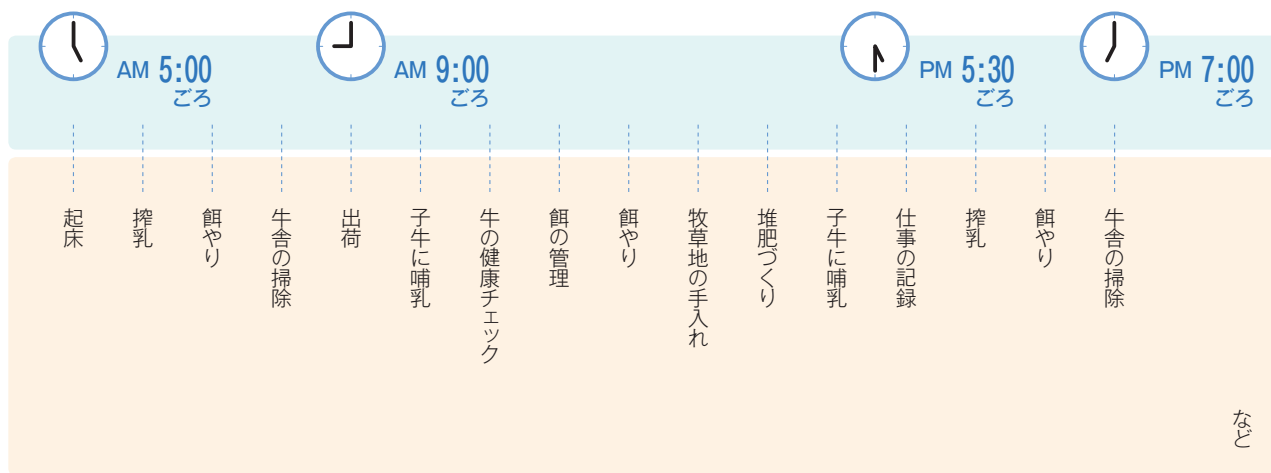 AM 5:00
ごろ
AM 9:00
ごろ
PM 5:30
ごろ
PM 7:00
ごろ
起床
搾乳
餌やり
牛舎の掃除
出荷
子牛に哺乳
牛の健康チェック
餌の管理
餌やり
牧草地の手入れ
堆肥づくり
子牛に哺乳
仕事の記録
搾乳
餌やり
牛舎の掃除
など